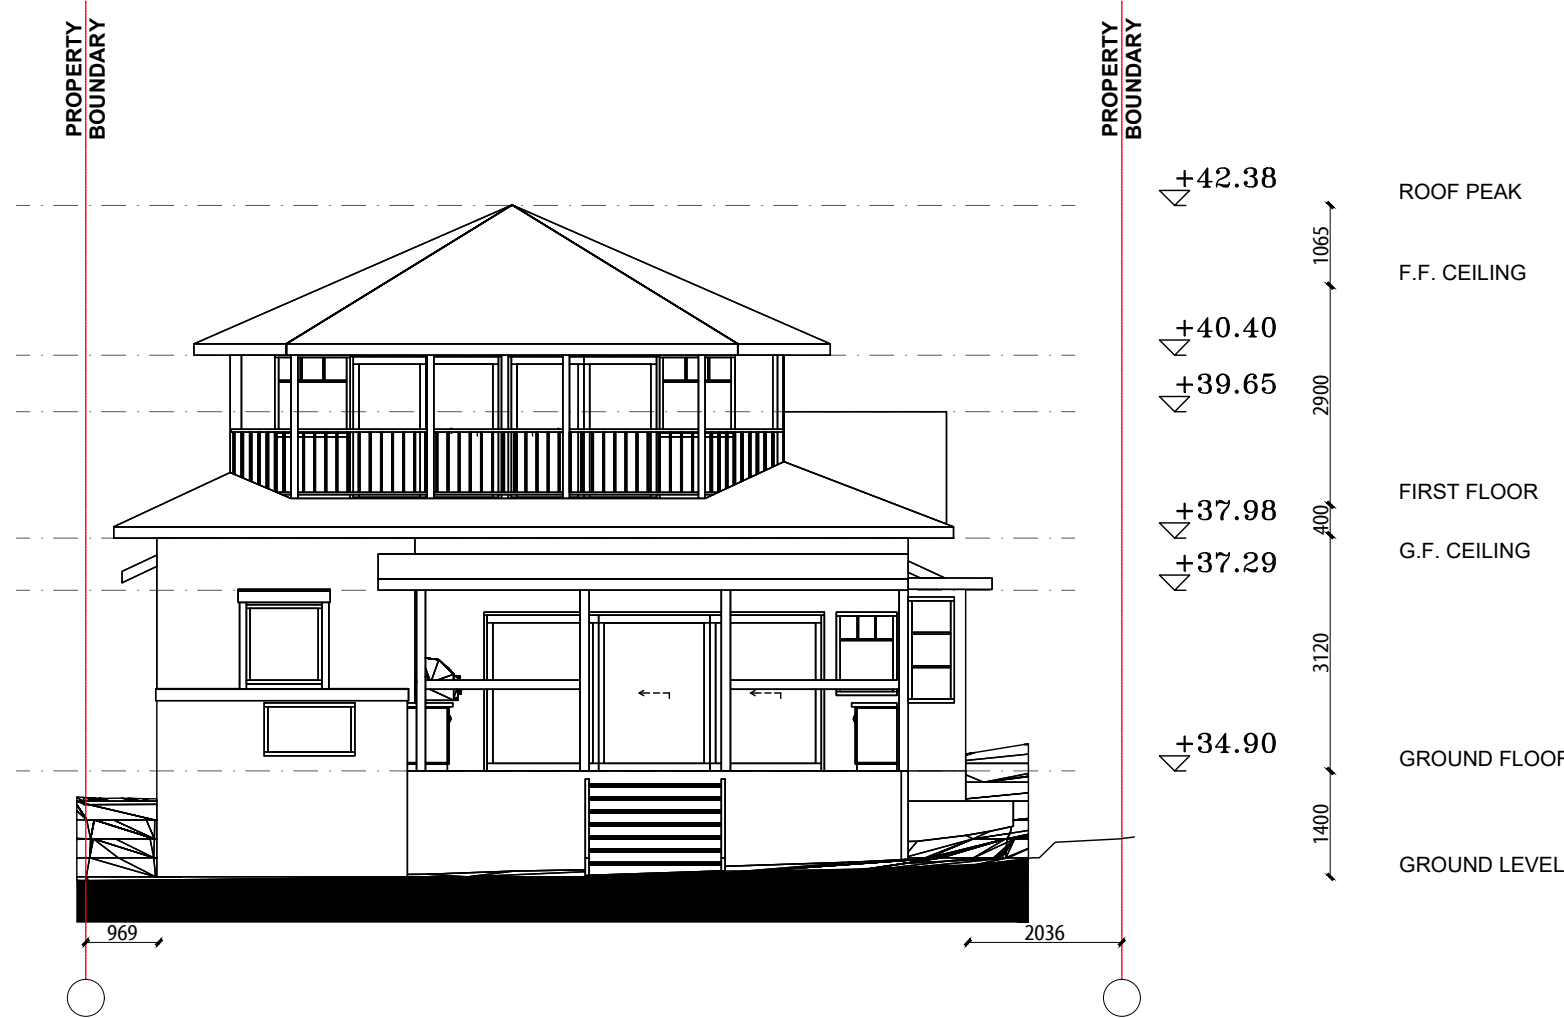 PROPERTY
BOUNDARY
PROPERTY
BOUNDARY
+42.38
ROOF PEAK
1065
F.F. CEILING
+40.40
+39.65
2900
FIRST FLOOR
+37.98
400
G.F. CEILING
+37.29
3120
+34.90
GROUND FLOOR
1400
GROUND LEVEL
969
2036